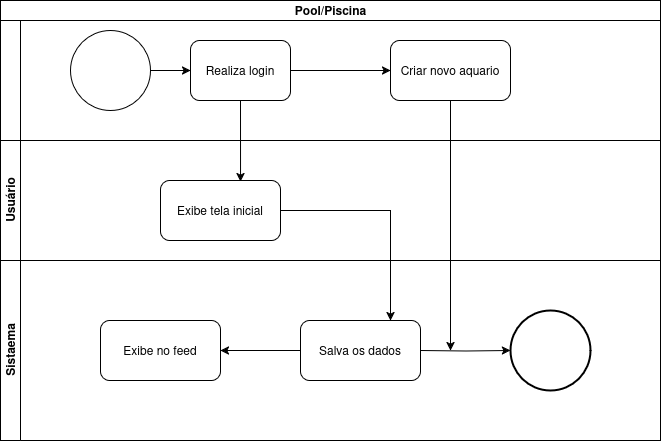 Pool/Piscina
Realiza login
Criar novo aquario
Usuário
Exibe tela inicial
Sistaema
Exibe no feed
Salva os dados